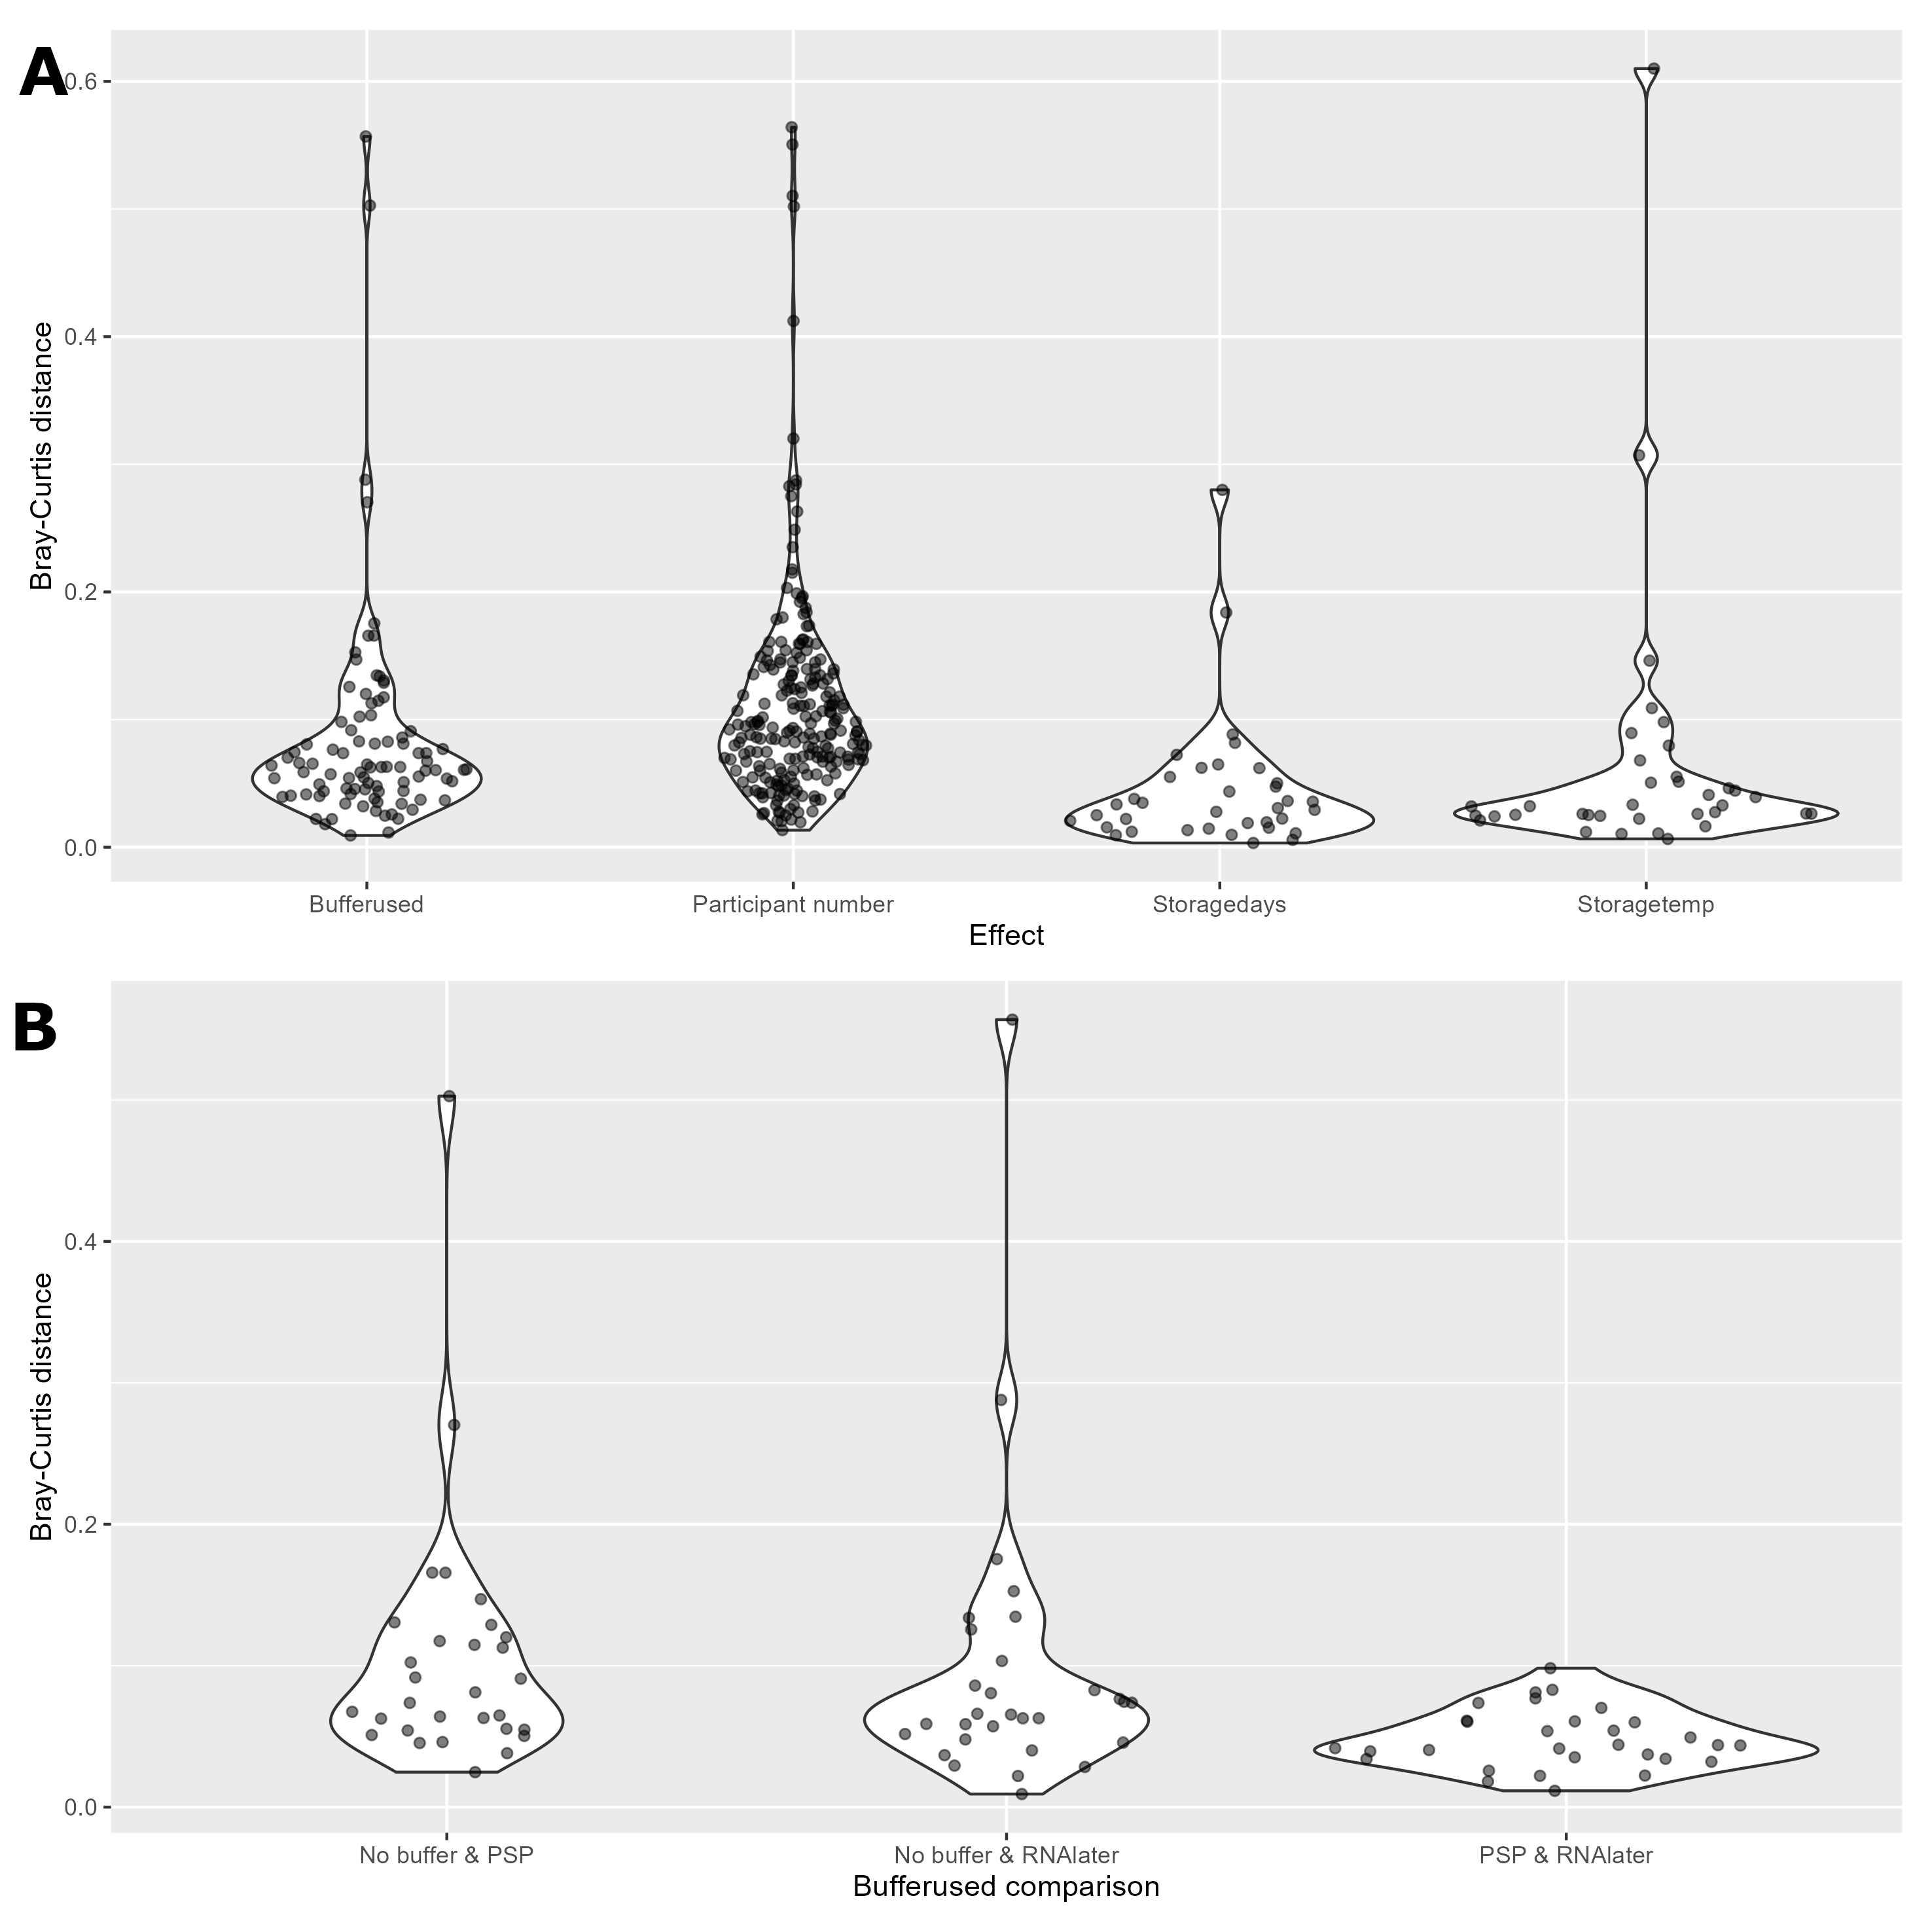 A
0.6
0.4
0.2
0.0
Bray-Curtis distance
Bufferused
Participant number
Storagedays
Storagetemp
Effect
B
0.4
0.2
0.0
Bray-Curtis distance
No buffer & PSP
No buffer & RNAlater
PSP & RNAlater
Bufferused comparison